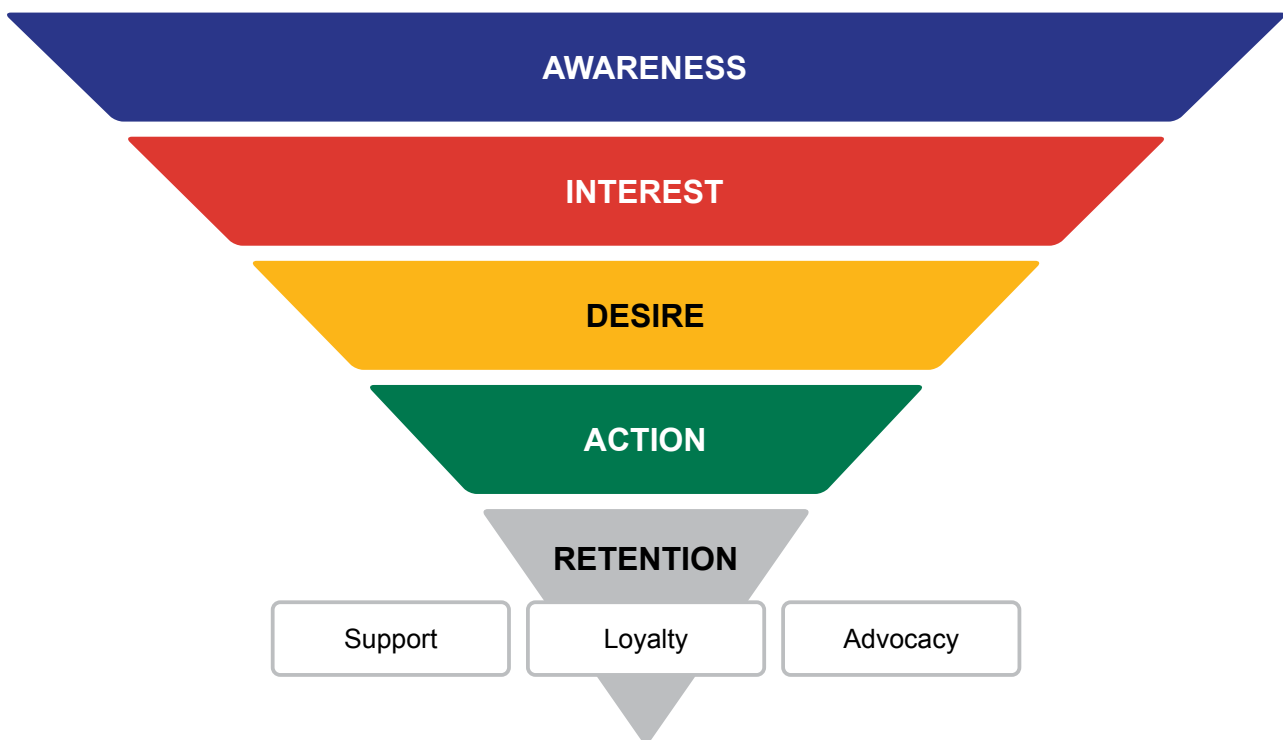 AWARENESS
INTEREST
DESIRE
ACTION
RETENTION
Support
Loyalty
Advocacy